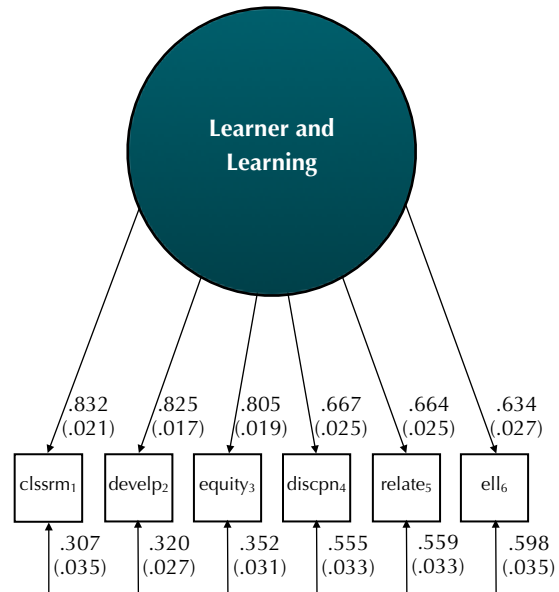 Learner and
Learning
.832 .825 .805 .667 .664 .634
(.021) (.017) (.019) (.025) (.025) (.027)
clssrm₁ develp₂ equity₃ discpn₄ relate₅ ell₆
.307 .320 .352 .555 .559 .598
(.035) (.027) (.031) (.033) (.033) (.035)